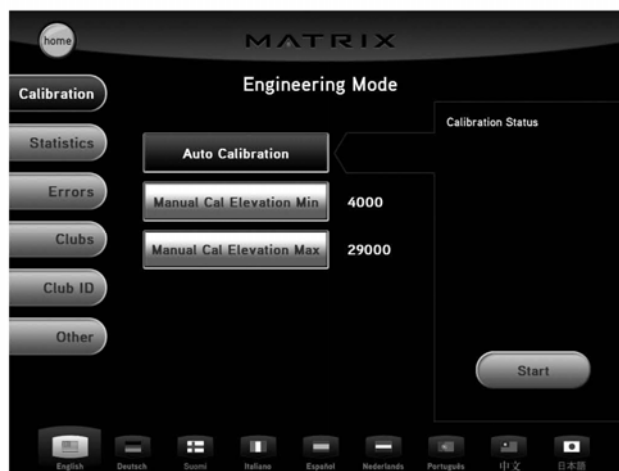 home
MATRIX
Engineering Mode
Calibration
Statistics
Errors
Clubs
Club ID
Other
Auto Calibration
Manual Cal Elevation Min 4000
Manual Cal Elevation Max 29000
Calibration Status
Start
English Deutsch Suomi Italiano Español Nederlands Português 中文 日本語